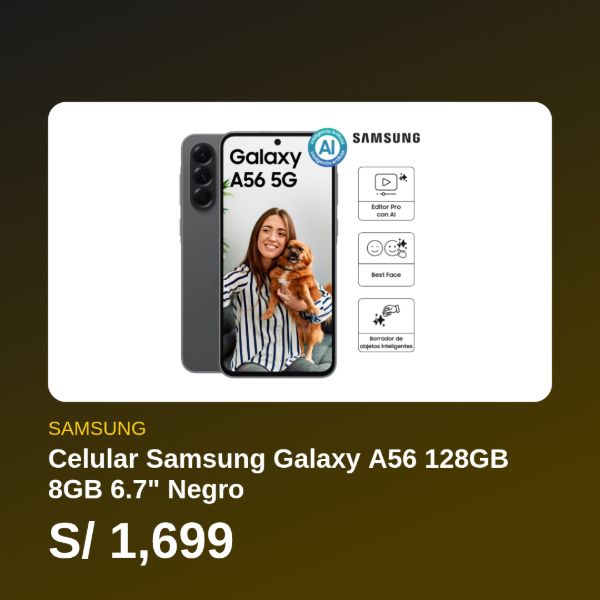 Galaxy
A56 5G
AI
SAMSUNG
Editor Pro
con AI
Best Face
Borrador de
objetos inteligentes
SAMSUNG
Celular Samsung Galaxy A56 128GB
8GB 6.7" Negro
S/ 1,699